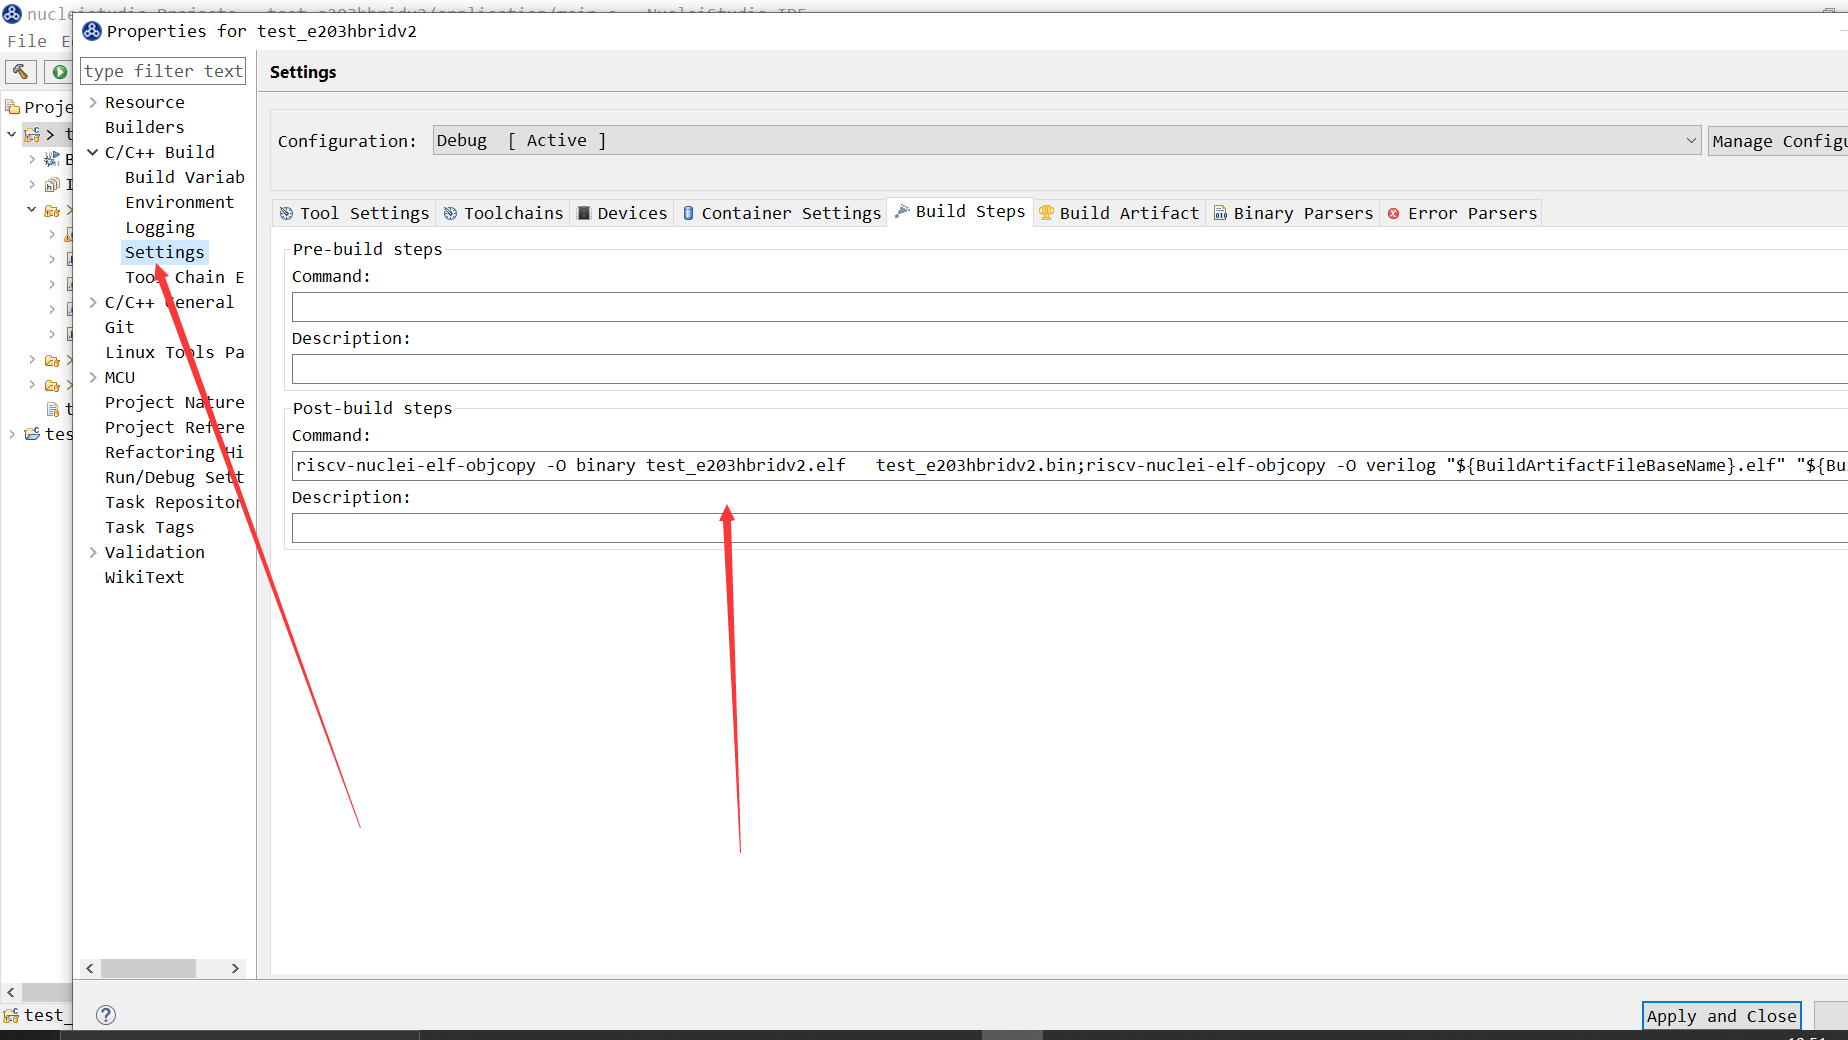 Properties for test_e203hbridv2
File
type filter text
Settings
Resource
Builders
C/C++ Build
Build Variab
Environment
Logging
Settings
Tool Chain E
C/C++ General
Git
Linux Tools Pa
MCU
Project Nature
Project Refere
Refactoring Hi
Run/Debug Sett
Task Repositor
Task Tags
Validation
WikiText
Proje
tes
test_
Configuration:
Debug [ Active ]
Manage Configu
Tool Settings
Toolchains
Devices
Container Settings
Build Steps
Build Artifact
Binary Parsers
Error Parsers
Pre-build steps
Command:
Description:
Post-build steps
Command:
riscv-nuclei-elf-objcopy -O binary test_e203hbridv2.elf   test_e203hbridv2.bin;riscv-nuclei-elf-objcopy -O verilog "${BuildArtifactFileBaseName}.elf" "${Bu
Description:
Apply and Close